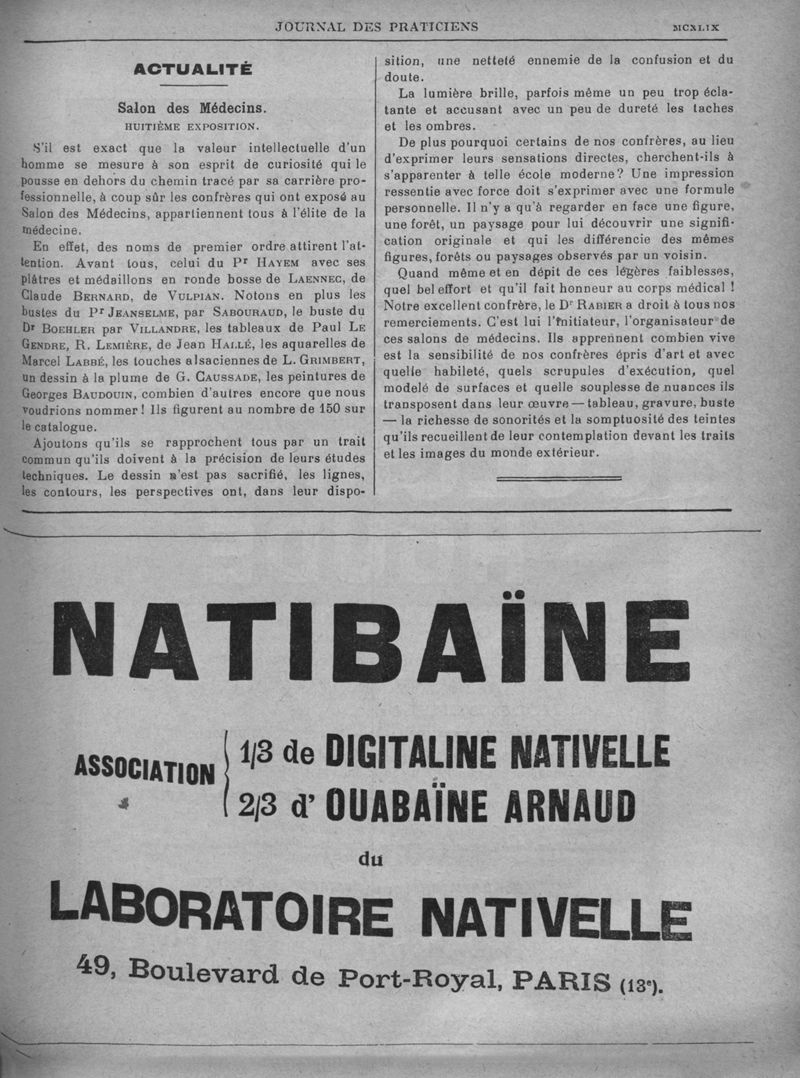 JOURNAL DES PRATICIENS
MCXLIX
ACTUALITÉ
Salon des Médecins.
HUITIÈME EXPOSITION.
S'il est exact que la valeur intellectuelle d'un
homme se mesure à son esprit de curiosité qui le
pousse en dehors du chemin tracé par sa carrière pro-
fessionnelle, à coup sûr les confrères qui ont exposé au
Salon des Médecins, appartiennent tous à l'élite de la
médecine.
En effet, des noms de premier ordre attirent l'at-
tention. Avant tous, celui du Pr HAYEM avec ses
plâtres et médaillons en ronde bosse de LAENNEC, de
Claude BERNARD, de VULPIAN. Notons en plus les
bustes du Pr JEANSELME, par SABOURAUD, le buste du
Dr BOEHLER par VILLANDRE, les tableaux de Paul LE
GENDRE, R. LEMIÈRE, de Jean HALLÉ, les aquarelles de
Marcel LABBÉ, les touches alsaciennes de L. GRIMBERT,
un dessin à la plume de G. CAUSSADE, les peintures de
Georges BAUDOUIN, combien d'autres encore que nous
voudrions nommer! Ils figurent au nombre de 150 sur
le catalogue.
Ajoutons qu'ils se rapprochent tous par un trait
commun qu'ils doivent à la précision de leurs études
techniques. Le dessin n'est pas sacrifié, les lignes,
les contours, les perspectives ont, dans leur dispo-
sition, une netteté ennemie de la confusion et du
doute.
La lumière brille, parfois même un peu trop écla-
tante et accusant avec un peu de dureté les taches
et les ombres.
De plus pourquoi certains de nos confrères, au lieu
d'exprimer leurs sensations directes, cherchent-ils à
s'apparenter à telle école moderne? Une impression
ressentie avec force doit s'exprimer avec une formule
personnelle. Il n'y a qu'à regarder en face une figure,
une forêt, un paysage pour lui découvrir une signifi-
cation originale et qui les différencie des mêmes
figures, forêts ou paysages observés par un voisin.
Quand même et en dépit de ces légères faiblesses,
quel bel effort et qu'il fait honneur au corps médical !
Notre excellent confrère, le Dr RABIER a droit à tous nos
remerciements. C'est lui l'initiateur, l'organisateur de
ces salons de médecins. Ils apprennent combien vive
est la sensibilité de nos confrères épris d'art et avec
quelle habileté, quels scrupules d'exécution, quel
modelé de surfaces et quelle souplesse de nuances ils
transposent dans leur œuvre — tableau, gravure, buste
— la richesse de sonorités et la somptuosité des teintes
qu'ils recueillent de leur contemplation devant les traits
et les images du monde extérieur.
NATIBAÏNE
ASSOCIATION
1/3 de DIGITALINE NATIVELLE
2/3 d' OUABAÏNE ARNAUD
du
LABORATOIRE NATIVELLE
49, Boulevard de Port-Royal, PARIS (13e).